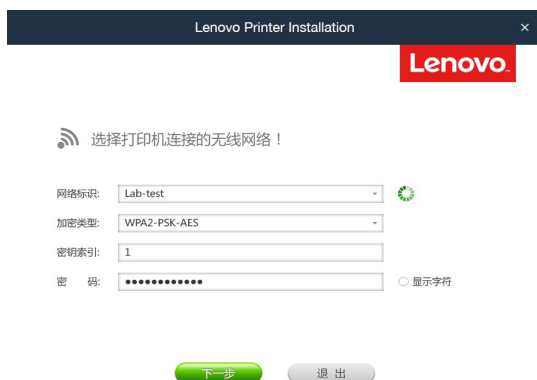 Lenovo Printer Installation
Lenovo
选择打印机连接的无线网络！
网络标识: Lab-test
加密类型: WPA2-PSK-AES
密钥索引: 1
密 码: ●●●●●●●●●●●● 显示字符
下一步 退 出